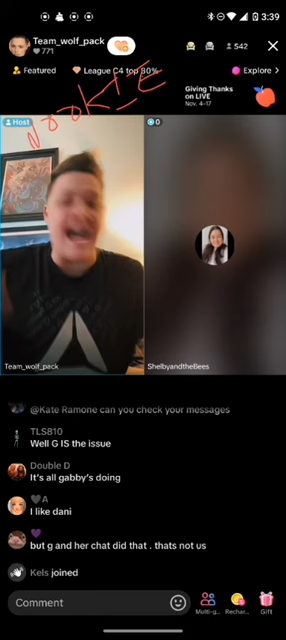 3:39
Team_wolf_pack
771
542
Featured
League C4 top 80%
Explore >
NooKIE
Giving Thanks
on LIVE
Nov. 4-17
Host
0
Team_wolf_pack
ShelbyandtheBees
@Kate Ramone can you check your messages
TLS810
Well G IS the issue
Double D
It's all gabby's doing
A
I like dani
but g and her chat did that . thats not us
Kels joined
Comment
Multi-g...
Rechar...
Gift